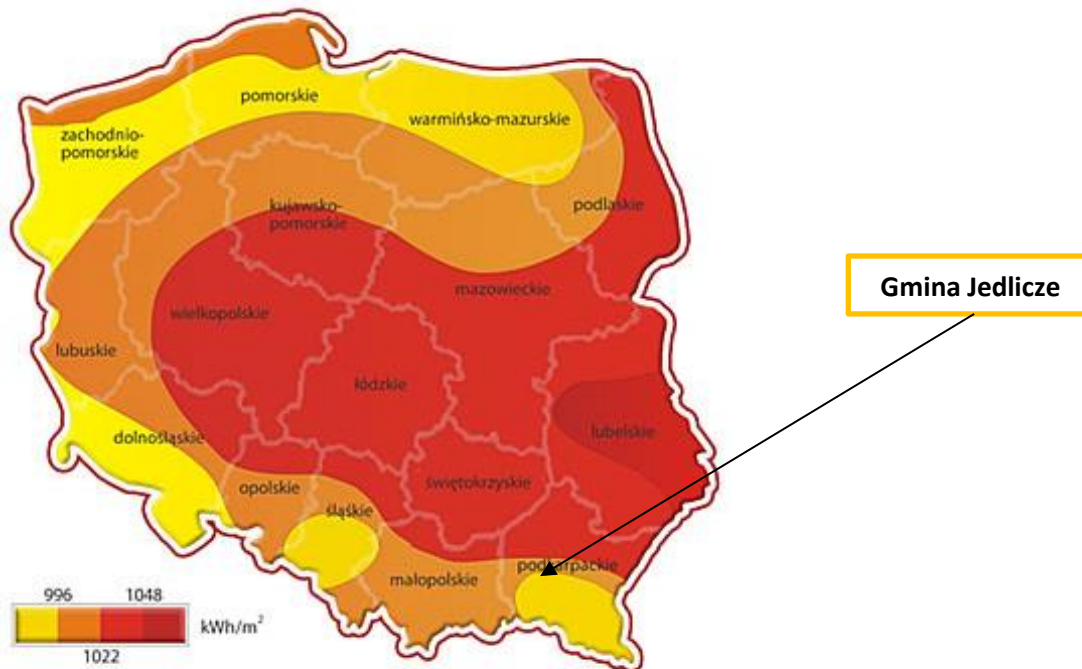 pomorskie
warmińsko-mazurskie
zachodnio-
pomorskie
kujawsko-
pomorskie
podlaskie
Gmina Jedlicze
mazowieckie
wielkopolskie
lubuskie
łódzkie
lubelskie
dolnośląskie
opolskie
świętokrzyskie
śląskie
podkarpackie
małopolskie
996 1048
kWh/m²
1022